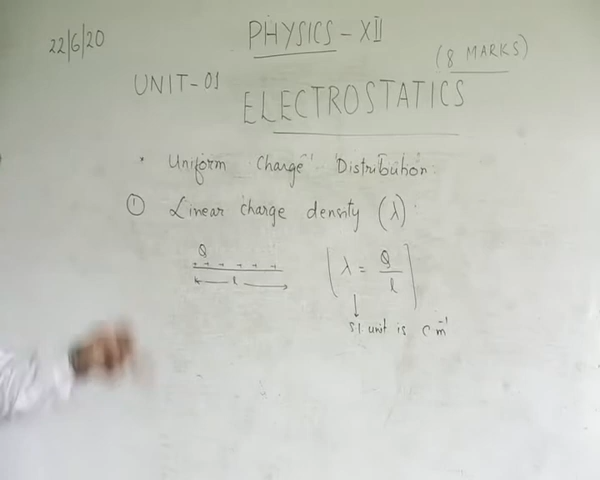 22/6/20
PHYSICS - XII
(8 MARKS)
UNIT-01
ELECTROSTATICS
* Uniform Charge Distribution:
① Linear charge density (λ):
Q
+ + + + + +
l
λ = Q/l
SI unit is C m⁻¹